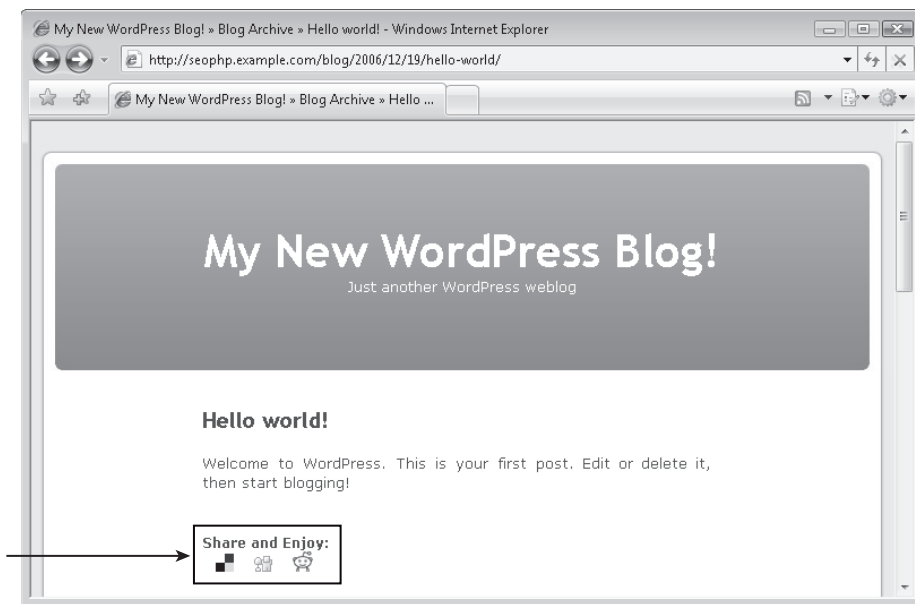 My New WordPress Blog! » Blog Archive » Hello world! - Windows Internet Explorer
http://seophp.example.com/blog/2006/12/19/hello-world/
My New WordPress Blog! » Blog Archive » Hello ...
My New WordPress Blog!
Just another WordPress weblog
Hello world!
Welcome to WordPress. This is your first post. Edit or delete it,
then start blogging!
Share and Enjoy: